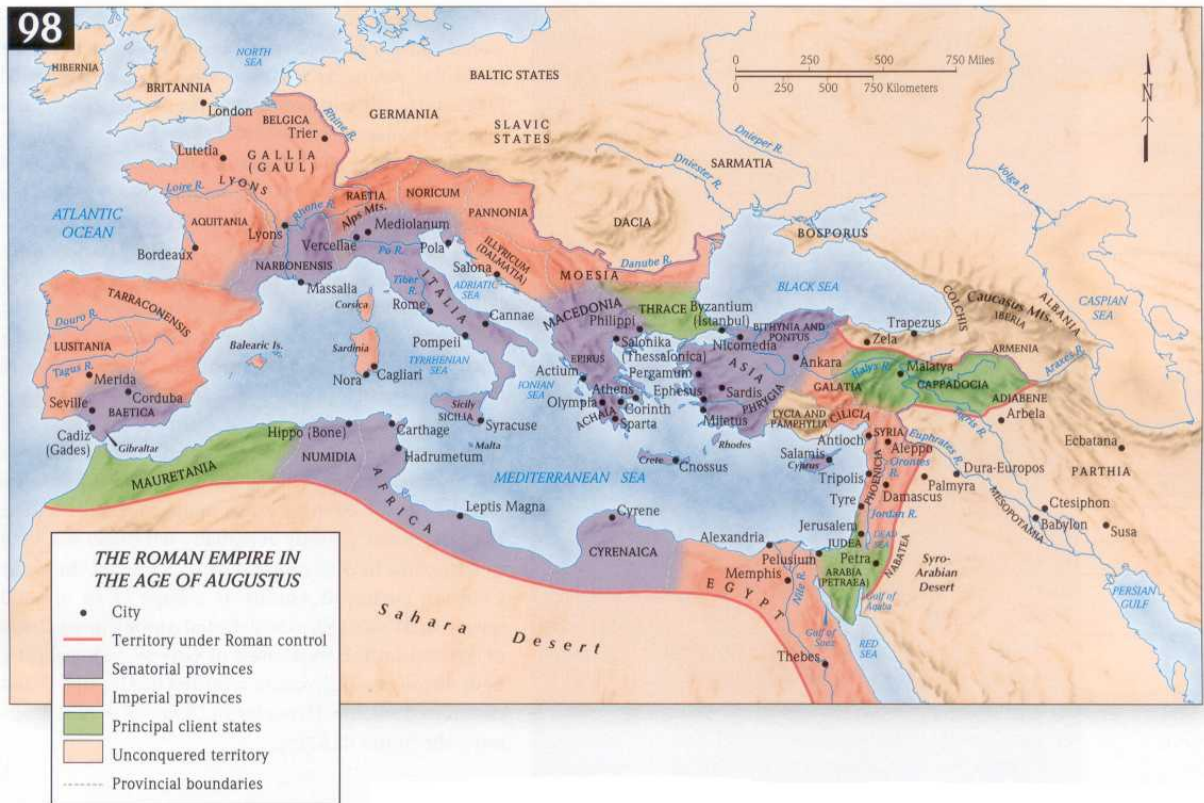 98
HIBERNIA
BRITANNIA
London
NORTH
SEA
BALTIC STATES
GERMANIA
SLAVIC
STATES
SARMATIA
Dnieper R.
Dniester R.
Volga R.
0 250 500 750 Miles
0 250 500 750 Kilometers
N
ATLANTIC
OCEAN
BELGICA
Trier
Rhine R.
Lutetia
GALLIA
(GAUL)
LYONS
Loire R.
AQUITANIA
Bordeaux
Lyons
Rhone R.
NARBONENSIS
Massalia
RAETIA
Alps Mts.
NORICUM
PANNONIA
Mediolanum
Vercellae
Po R.
Pola
ILLYRICUM
(DALMATIA)
Salona
ADRIATIC
SEA
Tiber
R.
ITALIA
Rome
Cannae
Pompeii
Corsica
Sardinia
Nora
Cagliari
TYRRHENIAN
SEA
Sicily
SICILIA
Syracuse
Malta
DACIA
Danube R.
MOESIA
MACEDONIA
THRACE
Byzantium
(Istanbul)
Philippi
Salonika
(Thessalonica)
EPIRUS
Actium
IONIAN
SEA
Athens
Olympia
Corinth
ACHAIA
Sparta
Crete
Cnossus
BOSPORUS
BLACK SEA
COLCHIS
Caucasus Mts.
IBERIA
ALBANIA
CASPIAN
SEA
Trapezus
Zela
ARMENIA
Araxes R.
BITHYNIA AND
PONTUS
Nicomedia
Ankara
Pergamum
ASIA
Ephesus
Sardis
PHRYGIA
Miletus
Rhodes
GALATIA
Halys R.
Malatya
CAPPADOCIA
LYCIA AND
PAMPHYLIA
CILICIA
ADIABENE
Arbela
Tigris R.
Antioch
SYRIA
Aleppo
Euphrates R.
Orontes
R.
Salamis
Cyprus
Tripolis
PHOENICIA
Damascus
Palmyra
Dura-Europos
Ecbatana
PARTHIA
MESOPOTAMIA
Ctesiphon
Babylon
Susa
Tyre
Jordan R.
Jerusalem
JUDEA
DEAD
SEA
Petra
ARABIA
(PETRAEA)
NABATEA
Syro-
Arabian
Desert
Gulf of
Aqaba
PERSIAN
GULF
TARRACONENSIS
Douro R.
LUSITANIA
Tagus R.
Balearic Is.
Merida
Corduba
Seville
BAETICA
Cadiz
(Gades)
Gibraltar
MAURETANIA
Hippo (Bone)
NUMIDIA
Carthage
Hadrumetum
AFRICA
MEDITERRANEAN SEA
Leptis Magna
Cyrene
CYRENAICA
Alexandria
Pelusium
Memphis
EGYPT
Nile R.
Gulf of
Suez
RED
SEA
Thebes
Sahara Desert
THE ROMAN EMPIRE IN
THE AGE OF AUGUSTUS
City
Territory under Roman control
Senatorial provinces
Imperial provinces
Principal client states
Unconquered territory
Provincial boundaries